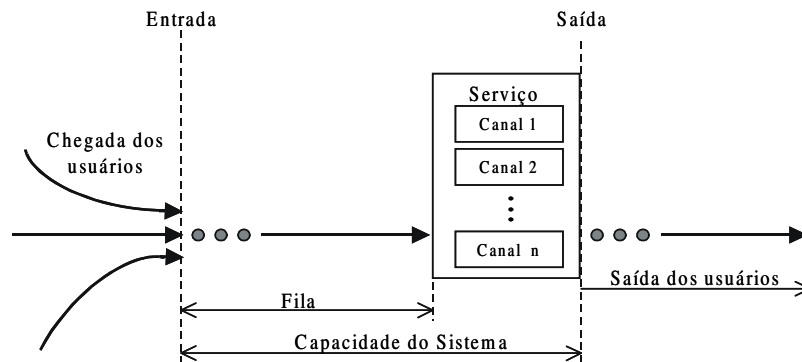 Entrada
Saída
Serviço
Canal 1
Canal 2
Canal n
Chegada dos
usuários
Saída dos usuários
Fila
Capacidade do Sistema